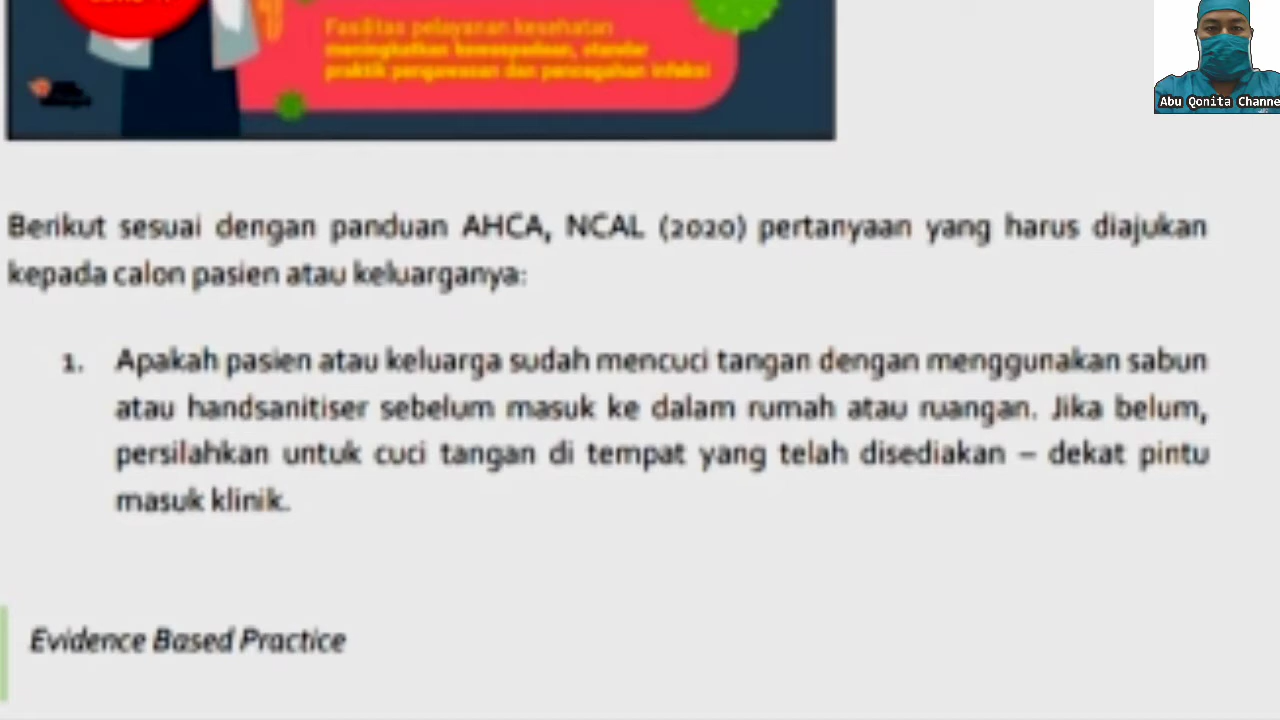 Fasilitas pelayanan kesehatan
meningkatkan kewaspadaan, standar
praktik pengawasan dan pencegahan infeksi
Abu Qonita Channe
Berikut sesuai dengan panduan AHCA, NCAL (2020) pertanyaan yang harus diajukan
kepada calon pasien atau keluarganya:
1. Apakah pasien atau keluarga sudah mencuci tangan dengan menggunakan sabun
atau handsanitiser sebelum masuk ke dalam rumah atau ruangan. Jika belum,
persilahkan untuk cuci tangan di tempat yang telah disediakan – dekat pintu
masuk klinik.
Evidence Based Practice